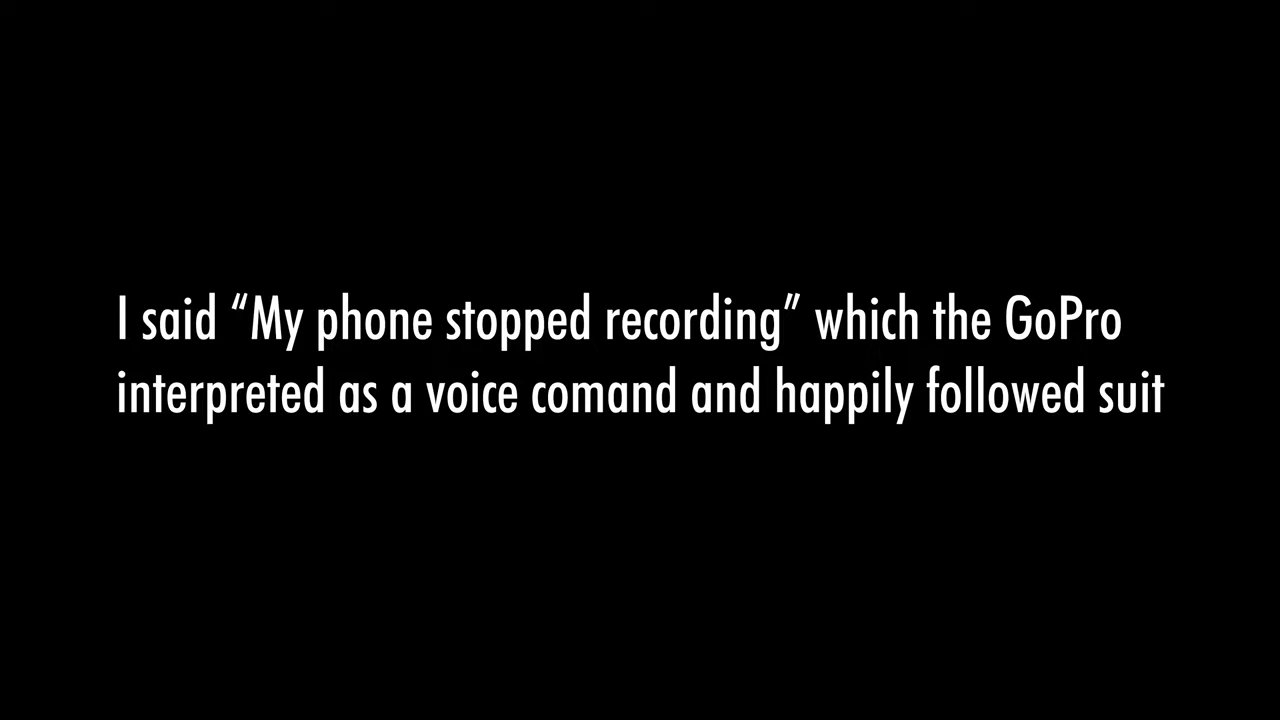 I said “My phone stopped recording” which the GoPro
interpreted as a voice comand and happily followed suit